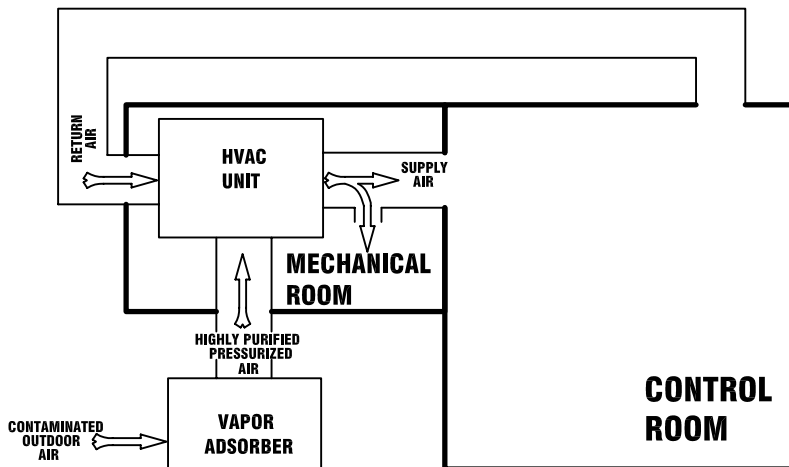 RETURN
AIR
HVAC
UNIT
SUPPLY
AIR
MECHANICAL
ROOM
HIGHLY PURIFIED
PRESSURIZED
AIR
CONTAMINATED
OUTDOOR
AIR
VAPOR
ADSORBER
CONTROL
ROOM